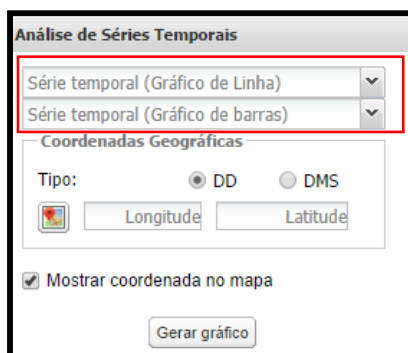 Análise de Séries Temporais
Série temporal (Gráfico de Linha)
Série temporal (Gráfico de barras)
Coordenadas Geográficas
Tipo: DD DMS
Longitude Latitude
Mostrar coordenada no mapa
Gerar gráfico